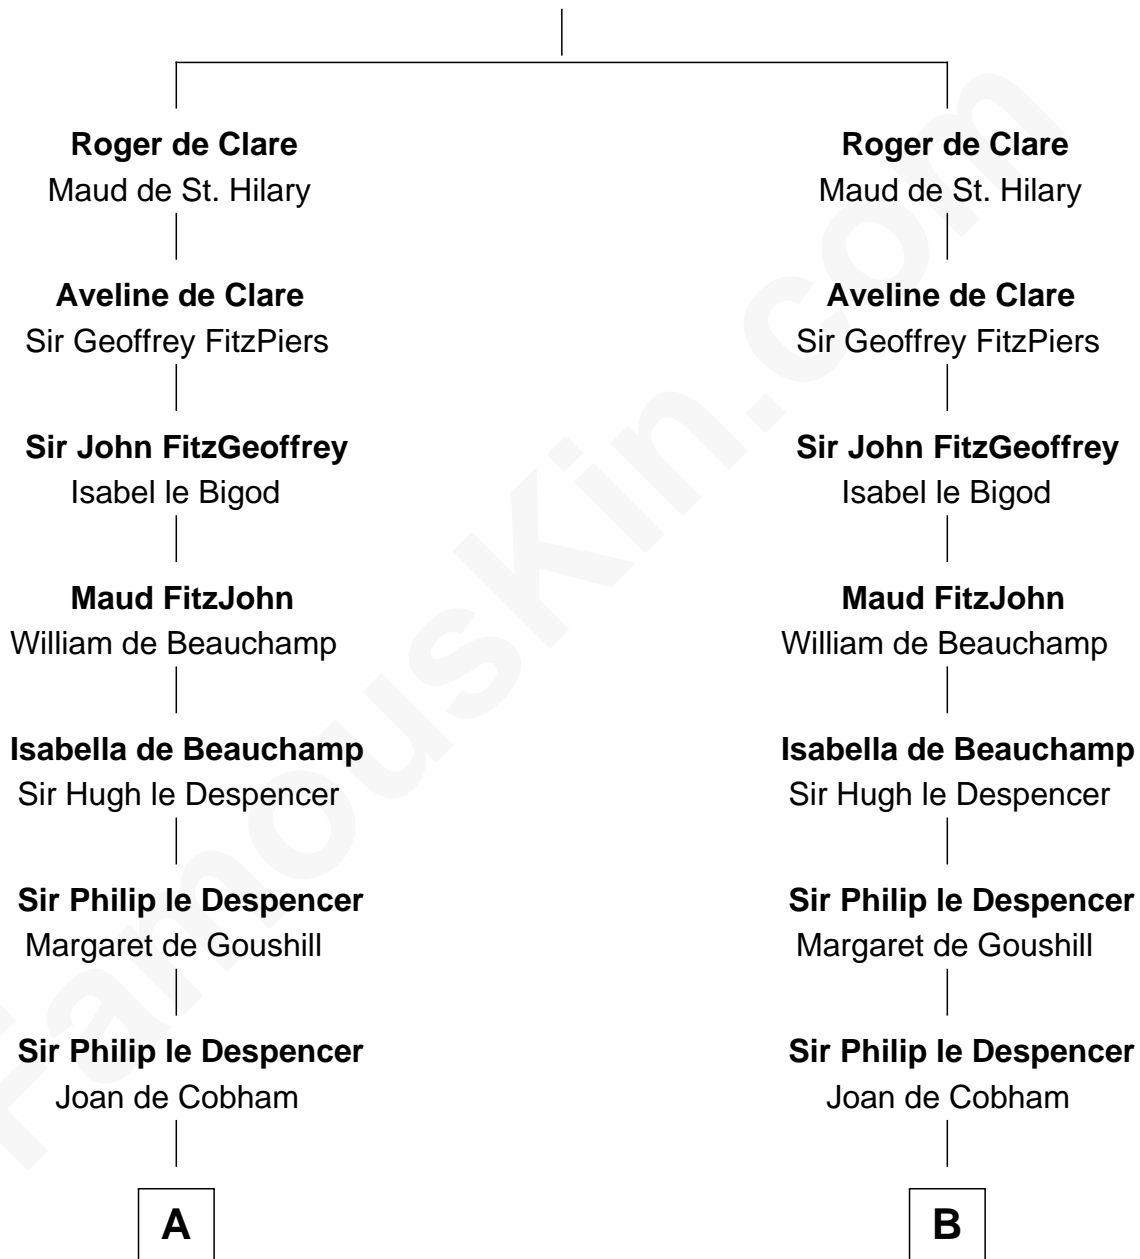 Roger de Clare
Maud de St. Hilary
Aveline de Clare
Sir Geoffrey FitzPiers
Sir John FitzGeoffrey
Isabel le Bigod
Maud FitzJohn
William de Beauchamp
Isabella de Beauchamp
Sir Hugh le Despencer
Sir Philip le Despencer
Margaret de Goushill
Sir Philip le Despencer
Joan de Cobham
A
Roger de Clare
Maud de St. Hilary
Aveline de Clare
Sir Geoffrey FitzPiers
Sir John FitzGeoffrey
Isabel le Bigod
Maud FitzJohn
William de Beauchamp
Isabella de Beauchamp
Sir Hugh le Despencer
Sir Philip le Despencer
Margaret de Goushill
Sir Philip le Despencer
Joan de Cobham
B
FamousKin.com